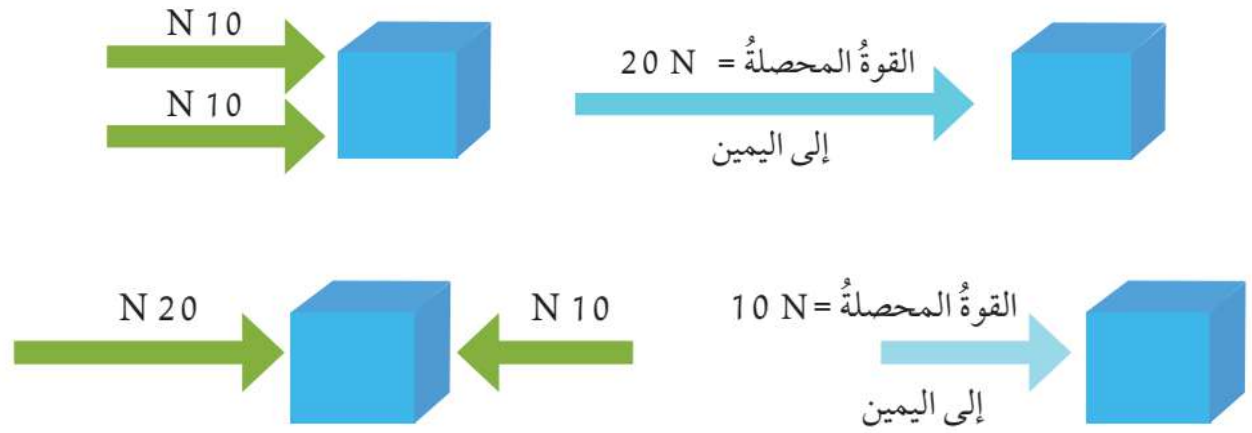 N 10
N 10
القوةُ المحصلةُ = 20 N
إلى اليمين
N 20
N 10
القوةُ المحصلةُ = 10 N
إلى اليمين